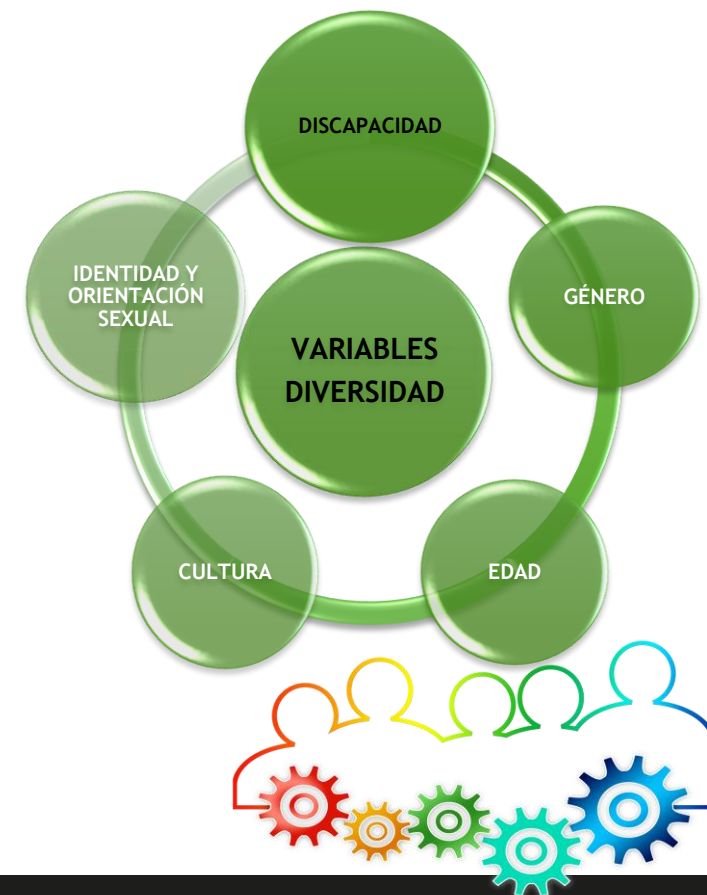 DISCAPACIDAD
GÉNERO
EDAD
CULTURA
IDENTIDAD Y
ORIENTACIÓN
SEXUAL
VARIABLES
DIVERSIDAD